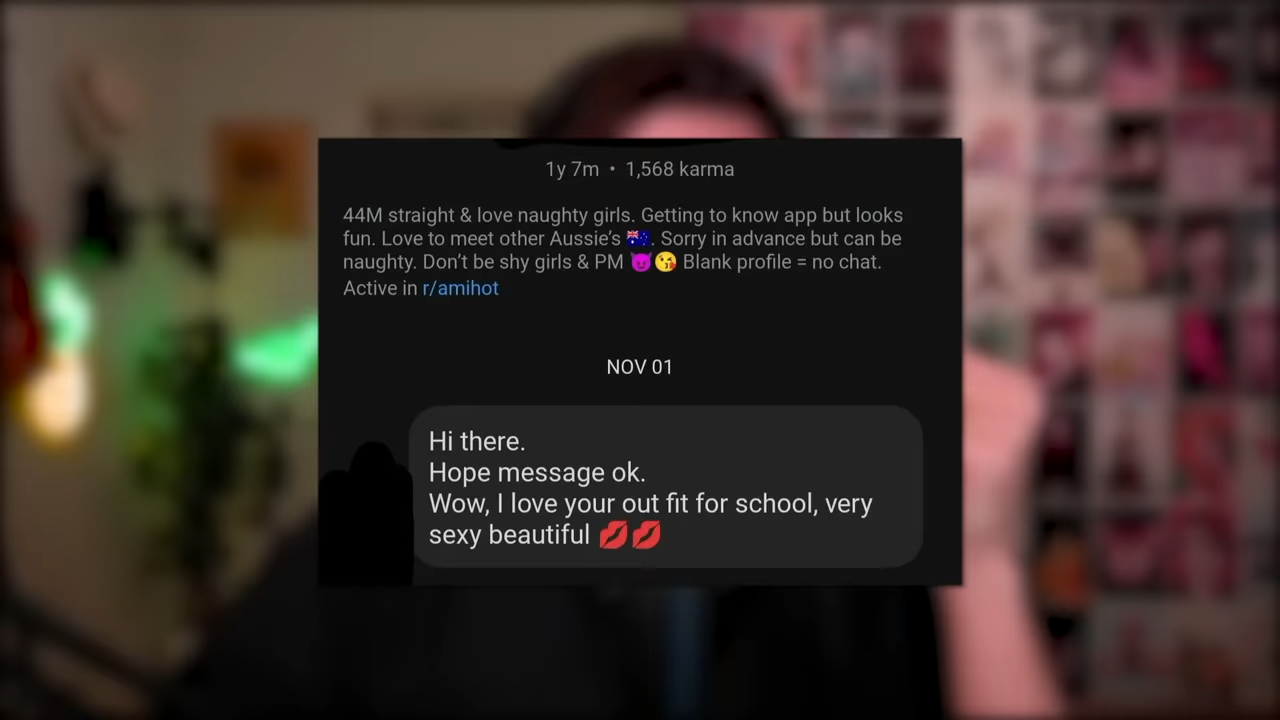 1y 7m • 1,568 karma
44M straight & love naughty girls. Getting to know app but looks
fun. Love to meet other Aussie's 🇦🇺. Sorry in advance but can be
naughty. Don't be shy girls & PM 😈😘 Blank profile = no chat.
Active in r/amihot
NOV 01
Hi there.
Hope message ok.
Wow, I love your out fit for school, very
sexy beautiful 💋💋